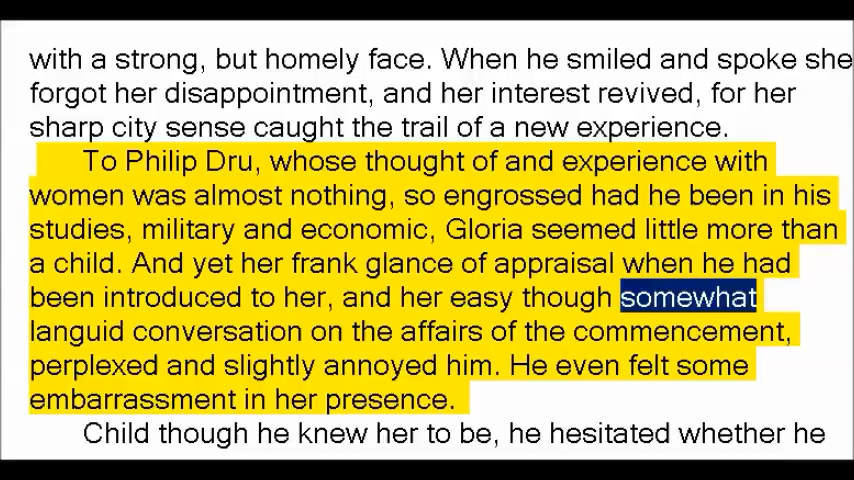 with a strong, but homely face. When he smiled and spoke she
forgot her disappointment, and her interest revived, for her
sharp city sense caught the trail of a new experience.
To Philip Dru, whose thought of and experience with
women was almost nothing, so engrossed had he been in his
studies, military and economic, Gloria seemed little more than
a child. And yet her frank glance of appraisal when he had
been introduced to her, and her easy though somewhat
languid conversation on the affairs of the commencement,
perplexed and slightly annoyed him. He even felt some
embarrassment in her presence.
Child though he knew her to be, he hesitated whether he